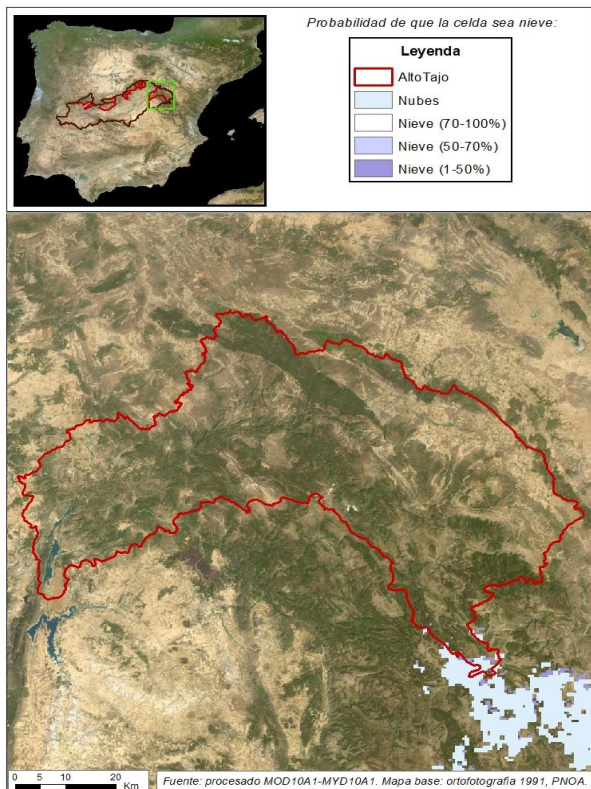 Probabilidad de que la celda sea nieve:
Leyenda
AltoTajo
Nubes
Nieve (70-100%)
Nieve (50-70%)
Nieve (1-50%)
0 5 10 20
Km
Fuente: procesado MOD10A1-MYD10A1. Mapa base: ortofotografia 1991, PNOA.